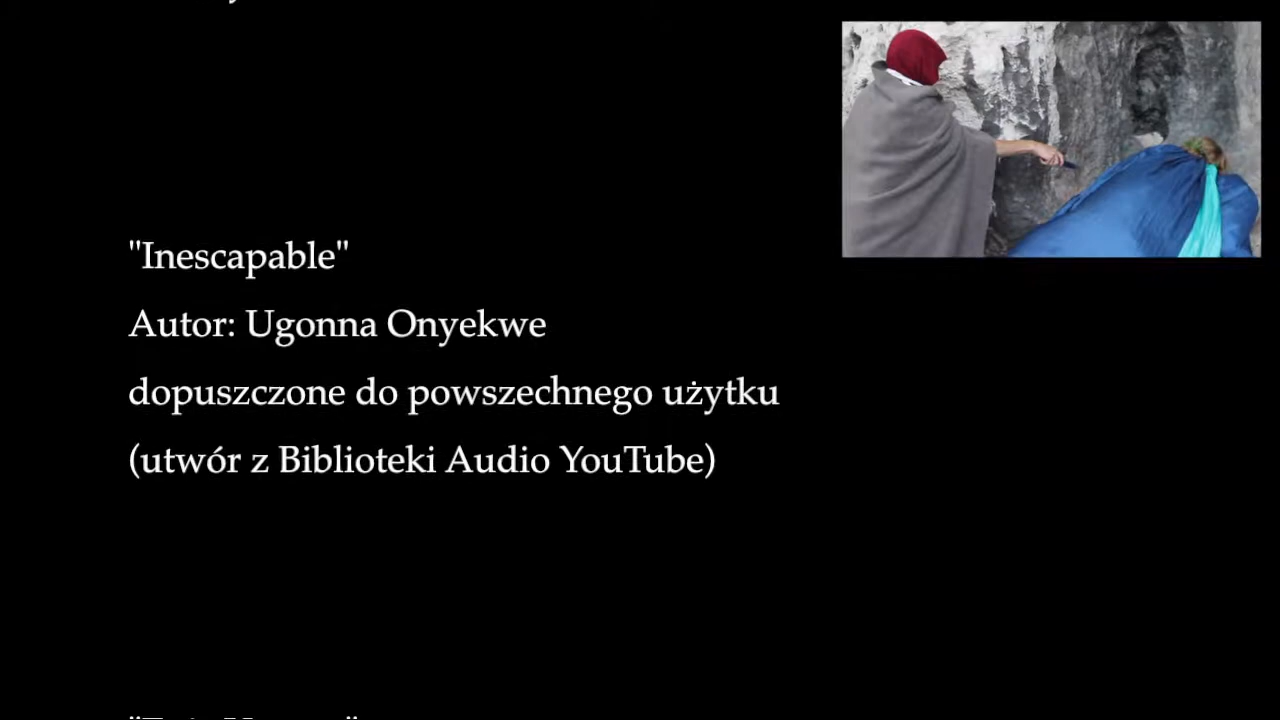 "Inescapable"
Autor: Ugonna Onyekwe
dopuszczone do powszechnego użytku
(utwór z Biblioteki Audio YouTube)